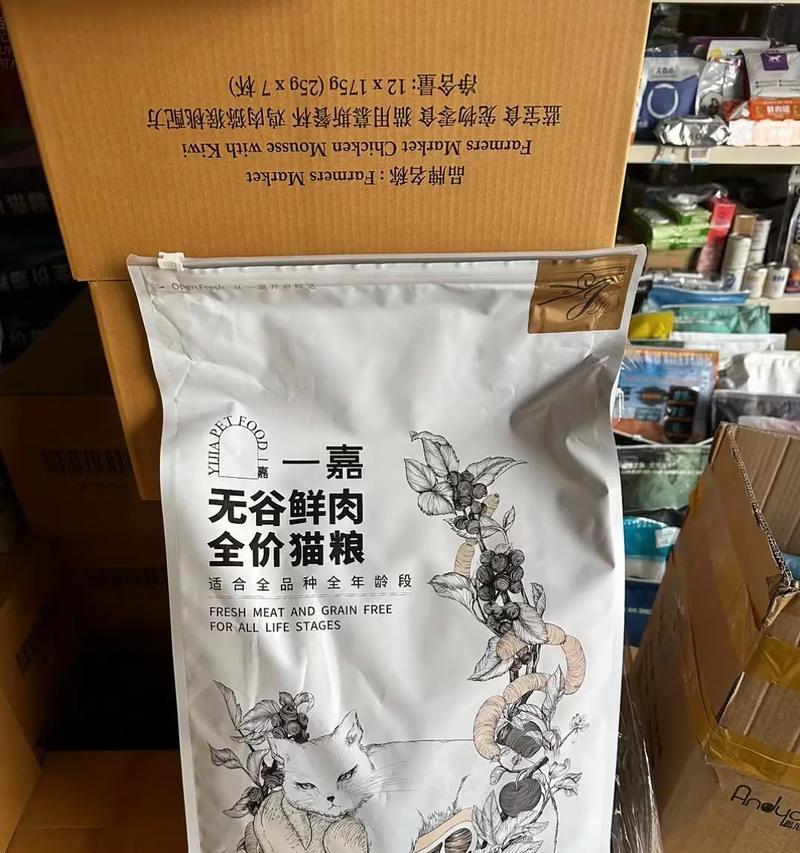 净含量: 12 x 175g (25g x 7 杯)
蓝宝食 宠物零食 猫用慕斯餐杯 鸡肉猕猴桃配方
Farmers Market Chicken Mousse with Kiwi
品牌名称 : Farmers Market
Open Fresh
YIJIA PET FOOD
一嘉
一嘉
无谷鲜肉
全价猫粮
适合全品种全年龄段
FRESH MEAT AND GRAIN FREE
FOR ALL LIFE STAGES